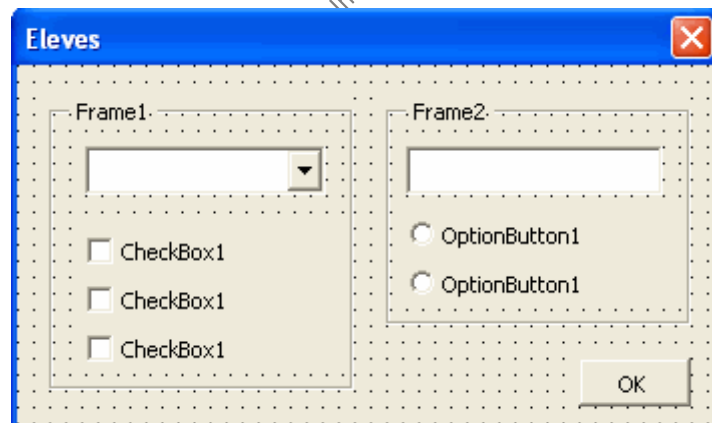 Eleves
Frame1
CheckBox1
CheckBox1
CheckBox1
Frame2
OptionButton1
OptionButton1
OK